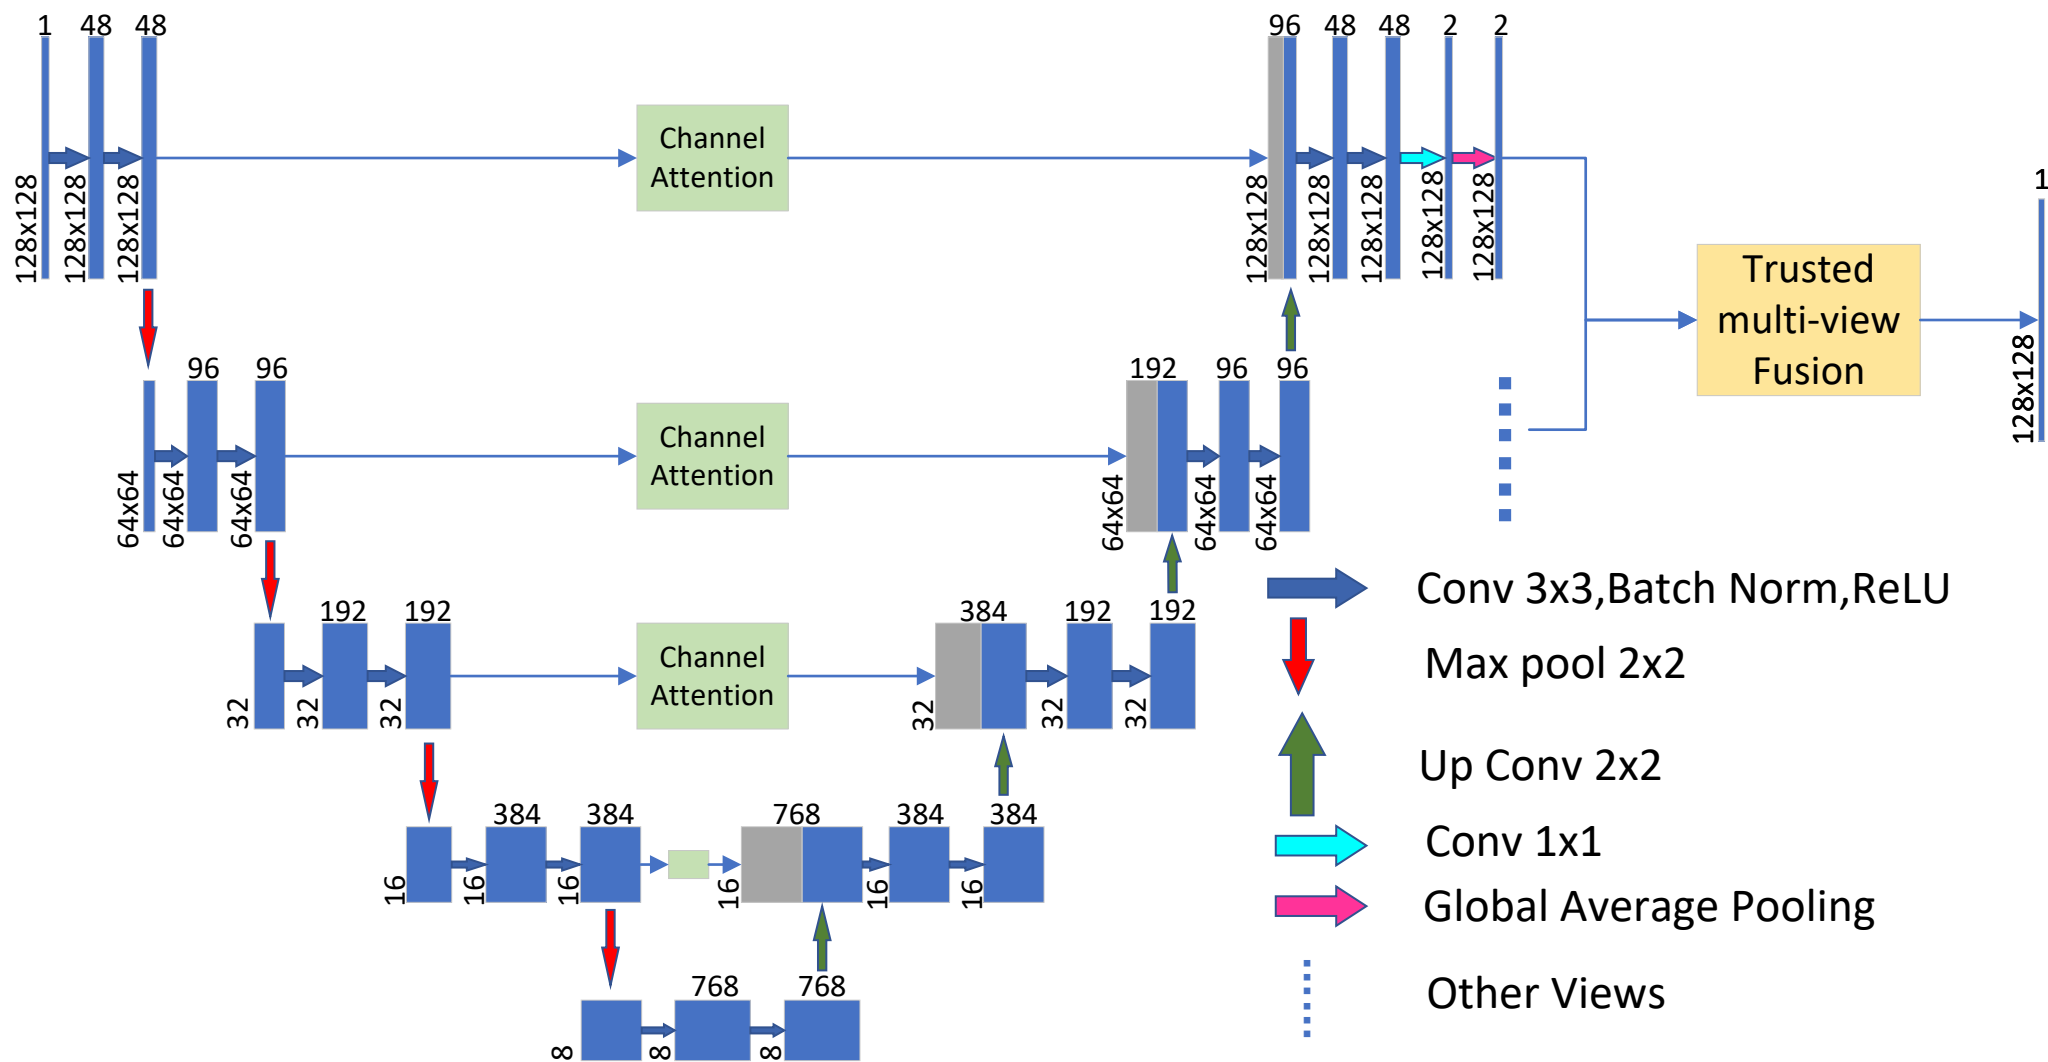 1
48
48
96
48
48
2
2
128x128
128x128
128x128
Channel
Attention
128x128
128x128
128x128
128x128
128x128
1
128x128
Trusted
multi-view
Fusion
96
96
64x64
64x64
64x64
Channel
Attention
192
96
96
64x64
64x64
64x64
192
192
32
32
32
Channel
Attention
384
192
192
32
32
32
384
384
16
16
16
768
384
384
16
16
16
768
768
8
8
8
Conv 3x3,Batch Norm,ReLU
Max pool 2x2
Up Conv 2x2
Conv 1x1
Global Average Pooling
Other Views